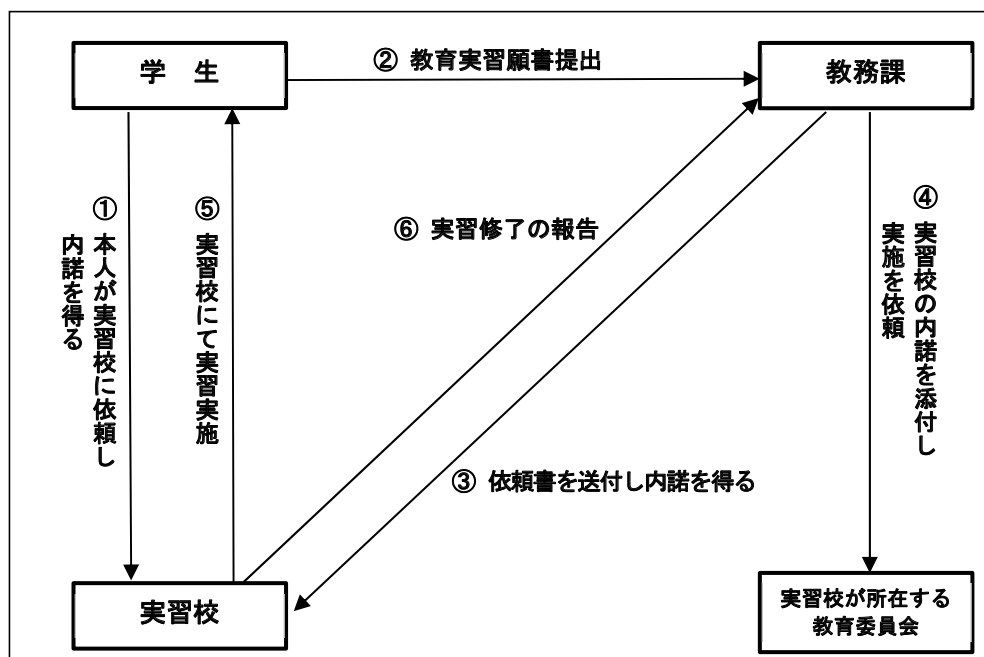 学　生
② 教育実習願書提出
教務課
① 本人が実習校に依頼し
内諾を得る
⑤ 実習校にて実習実施
⑥ 実習修了の報告
④ 実習校の内諾を添付し
実施を依頼
③ 依頼書を送付し内諾を得る
実習校
実習校が所在する
教育委員会